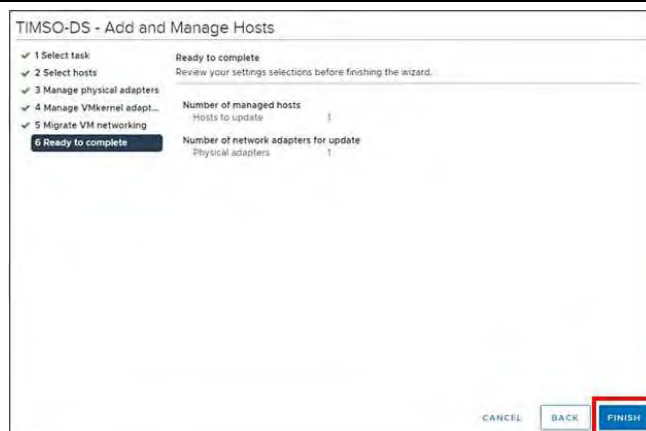 TIMSO-DS - Add and Manage Hosts
1 Select task
2 Select hosts
3 Manage physical adapters
4 Manage VMkernel adapt...
5 Migrate VM networking
6 Ready to complete
Ready to complete
Review your settings selections before finishing the wizard.
Number of managed hosts
Hosts to update 1
Number of network adapters for update
Physical adapters 1
CANCEL BACK FINISH